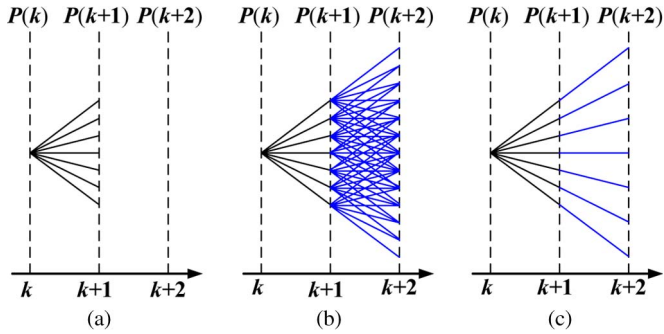 P(k) P(k+1) P(k+2) P(k) P(k+1) P(k+2) P(k) P(k+1) P(k+2)
k k+1 k+2 k k+1 k+2 k k+1 k+2
(a) (b) (c)